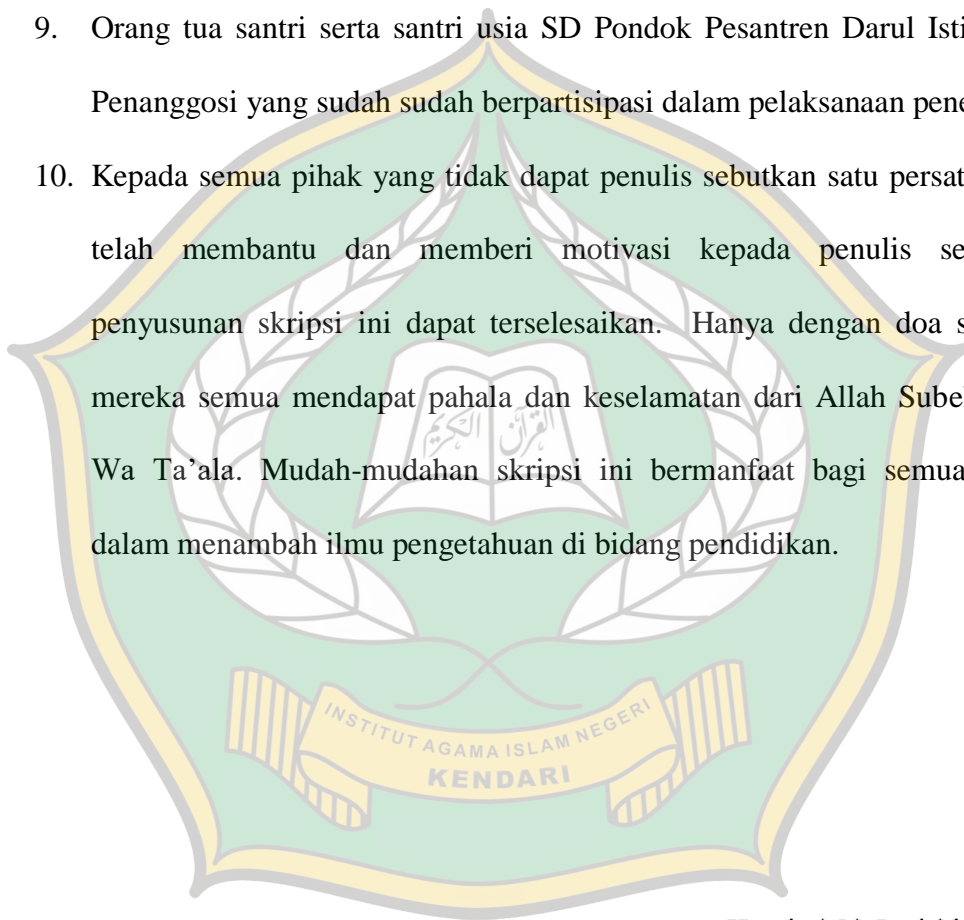 9. Orang tua santri serta santri usia SD Pondok Pesantren Darul Isti
Penanggosi yang sudah sudah berpartisipasi dalam pelaksanaan pene
10. Kepada semua pihak yang tidak dapat penulis sebutkan satu persat
telah membantu dan memberi motivasi kepada penulis se
penyusunan skripsi ini dapat terselesaikan. Hanya dengan doa s
mereka semua mendapat pahala dan keselamatan dari Allah Sube
Wa Ta’ala. Mudah-mudahan skripsi ini bermanfaat bagi semua
dalam menambah ilmu pengetahuan di bidang pendidikan.
القرآن الكريم
INSTITUT AGAMA ISLAM NEGERI
KENDARI